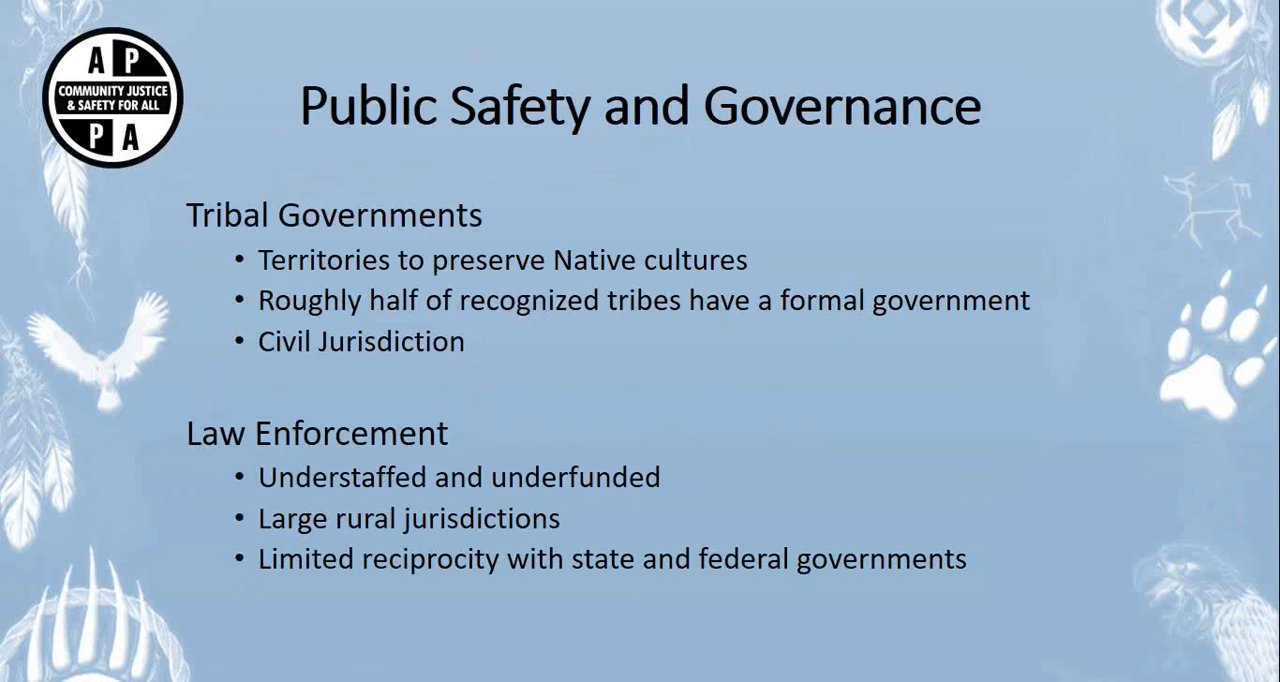 A P
COMMUNITY JUSTICE
& SAFETY FOR ALL
P A
Public Safety and Governance
Tribal Governments
• Territories to preserve Native cultures
• Roughly half of recognized tribes have a formal government
• Civil Jurisdiction
Law Enforcement
• Understaffed and underfunded
• Large rural jurisdictions
• Limited reciprocity with state and federal governments